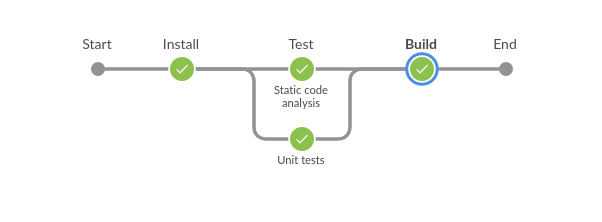 Start
Install
Test
Build
End
Static code
analysis
Unit tests